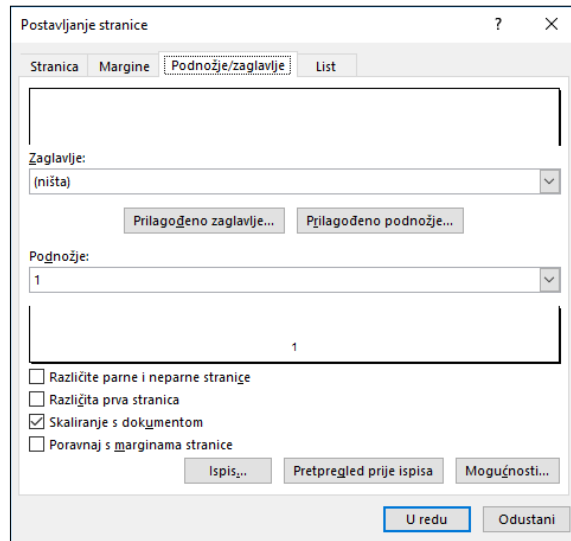 Postavljanje stranice ? ×
Stranica Margine Podnožje/zaglavlje List
Zaglavlje:
(ništa)
Prilagođeno zaglavlje... Prilagođeno podnožje...
Podnožje:
1
1
Različite parne i neparne stranice
Različita prva stranica
Skaliranje s dokumentom
Poravnaj s marginama stranice
Ispis... Pretpregled prije ispisa Mogućnosti...
U redu Odustani